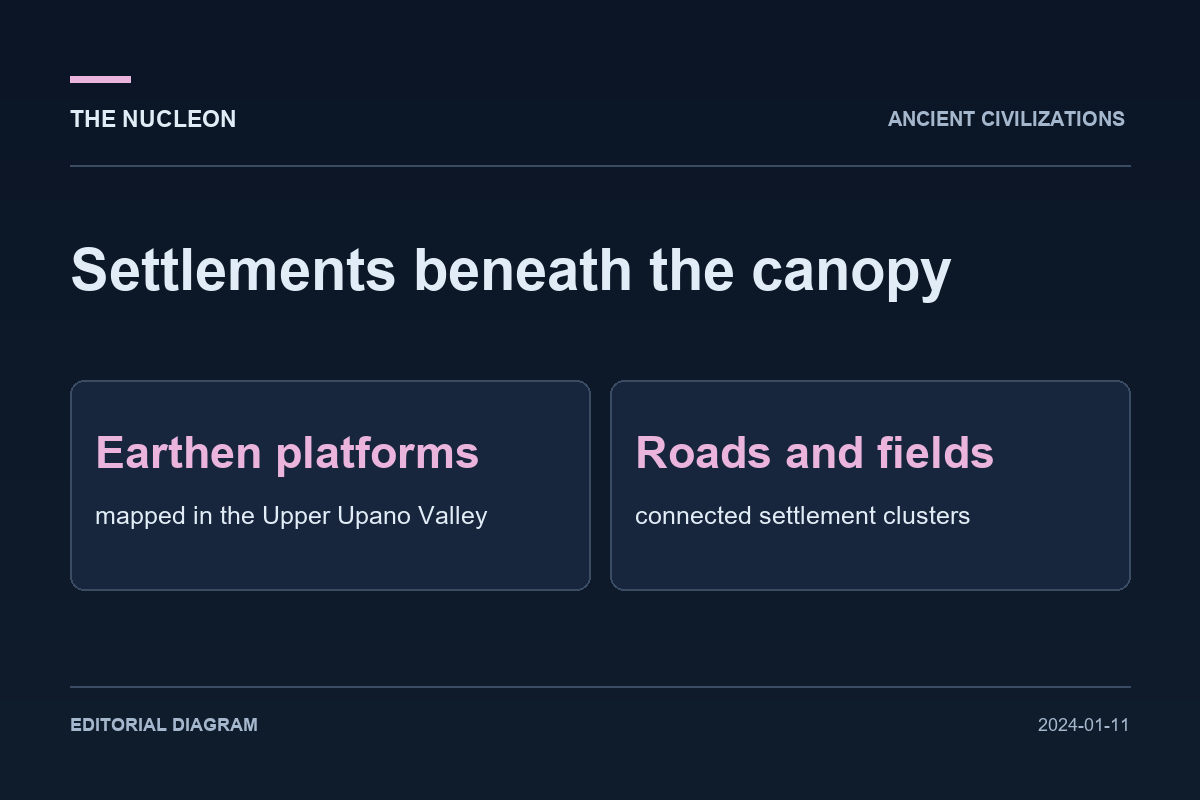 THE NUCLEON
ANCIENT CIVILIZATIONS
Settlements beneath the canopy
Earthen platforms
mapped in the Upper Upano Valley
Roads and fields
connected settlement clusters
EDITORIAL DIAGRAM
2024-01-11